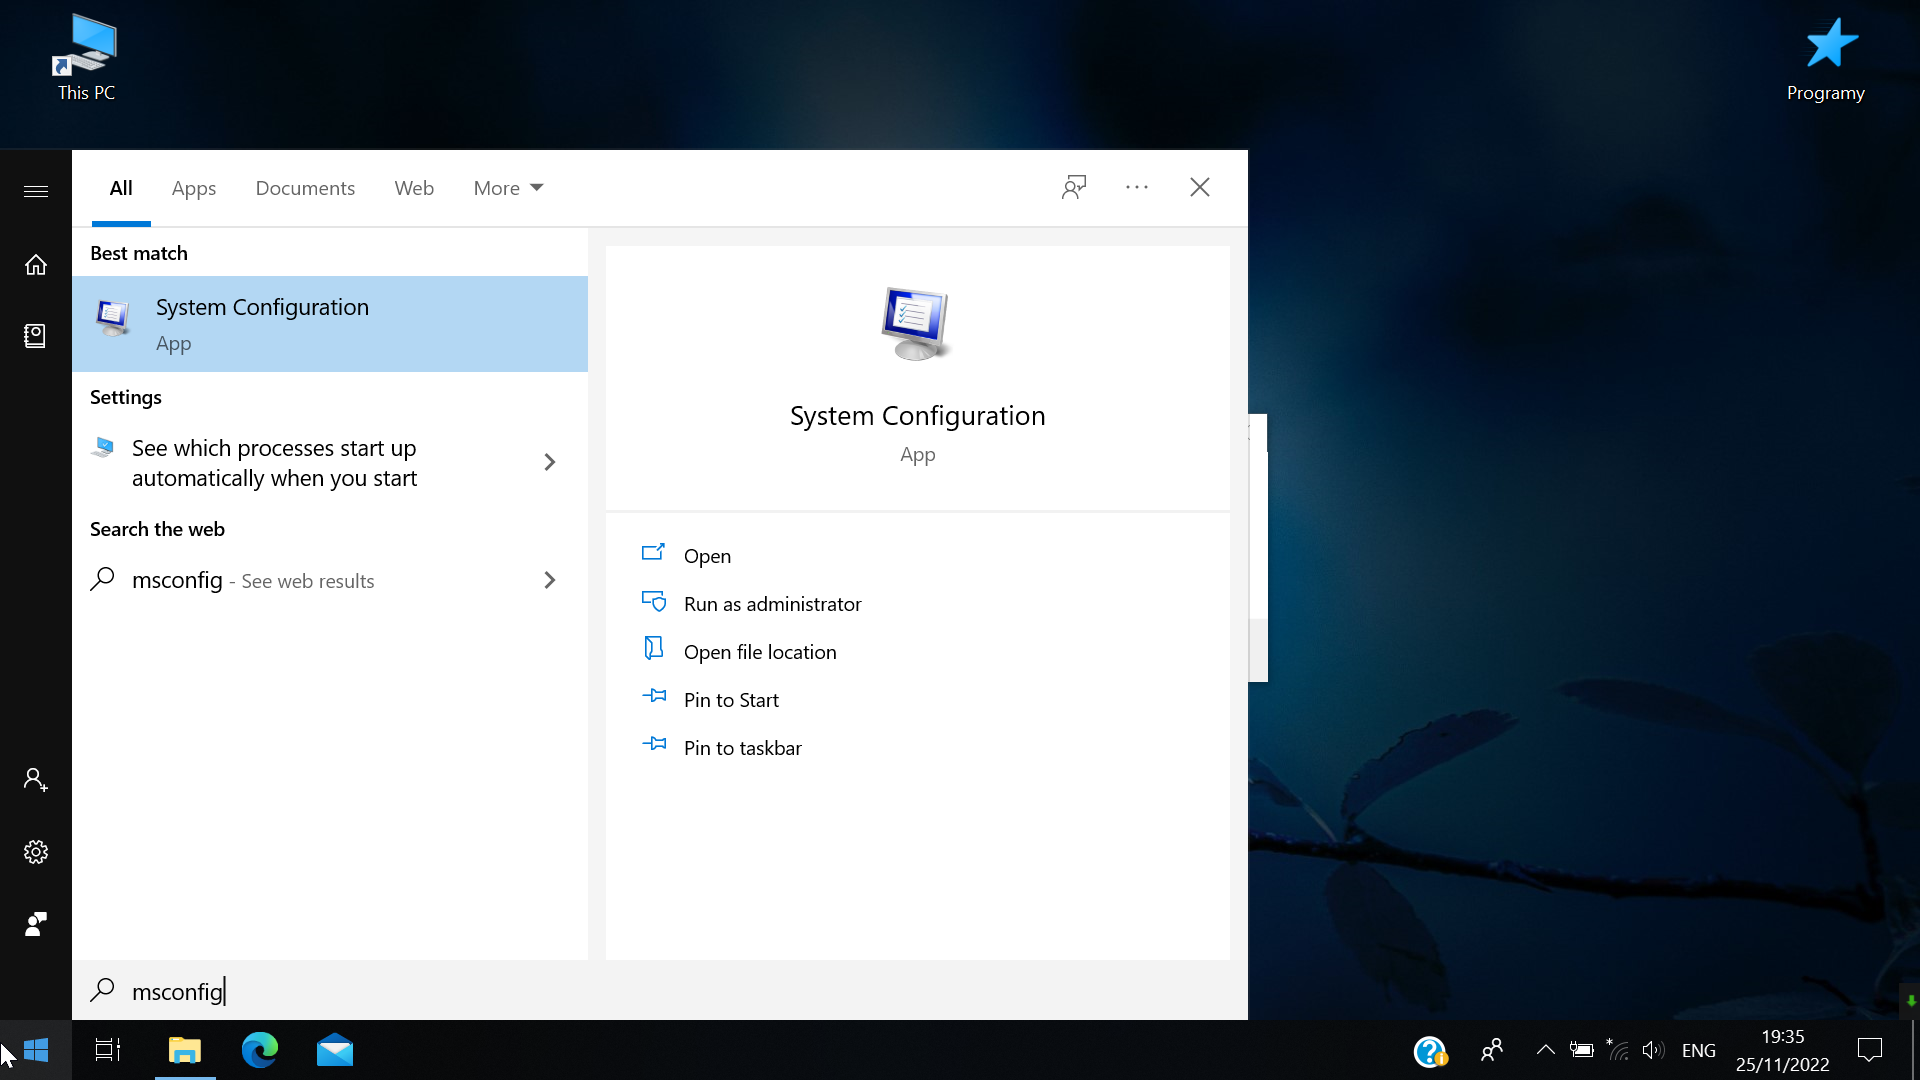 This PC
Programy
All Apps Documents Web More
Best match
System Configuration
App
Settings
See which processes start up
automatically when you start
Search the web
msconfig - See web results
System Configuration
App
Open
Run as administrator
Open file location
Pin to Start
Pin to taskbar
msconfig
ENG
19:35
25/11/2022